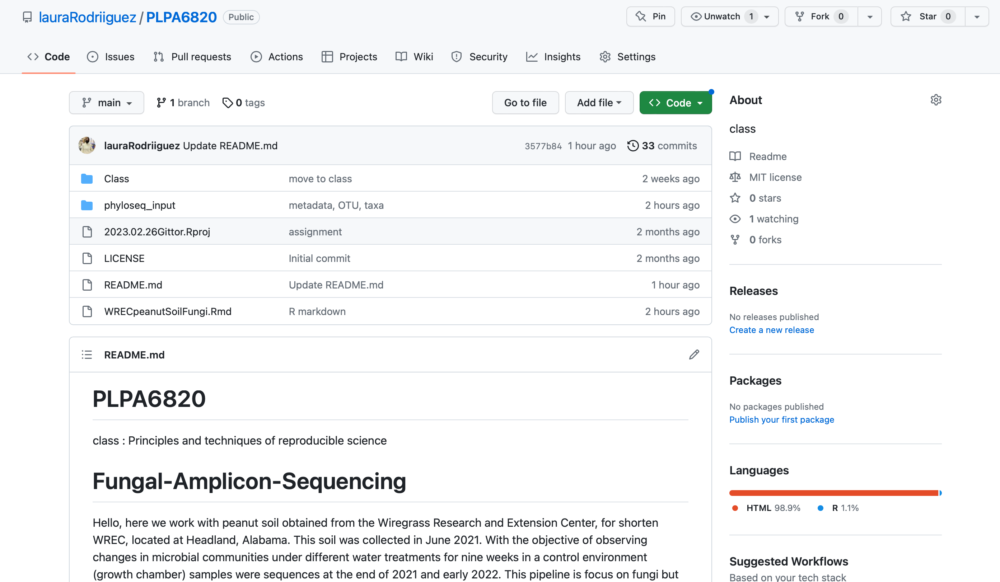 lauraRodriiguez / PLPA6820 Public
Pin Unwatch 1 Fork 0 Star 0
Code Issues Pull requests Actions Projects Wiki Security Insights Settings
main 1 branch 0 tags Go to file Add file Code
lauraRodriiguez Update README.md 3577b84 1 hour ago 33 commits
Class move to class 2 weeks ago
phyloseq_input metadata, OTU, taxa 2 hours ago
2023.02.26Gittor.Rproj assignment 2 months ago
LICENSE Initial commit 2 months ago
README.md Update README.md 1 hour ago
WRECpeanutSoilFungi.Rmd R markdown 2 hours ago
README.md
PLPA6820
class : Principles and techniques of reproducible science
Fungal-Amplicon-Sequencing
Hello, here we work with peanut soil obtained from the Wiregrass Research and Extension Center, for shorten
WREC, located at Headland, Alabama. This soil was collected in June 2021. With the objective of observing
changes in microbial communities under different water treatments for nine weeks in a control environment
(growth chamber) samples were sequences at the end of 2021 and early 2022. This pipeline is focus on fungi but
About
class
Readme
MIT license
0 stars
1 watching
0 forks
Releases
No releases published
Create a new release
Packages
No packages published
Publish your first package
Languages
HTML 98.9% R 1.1%
Suggested Workflows
Based on your tech stack